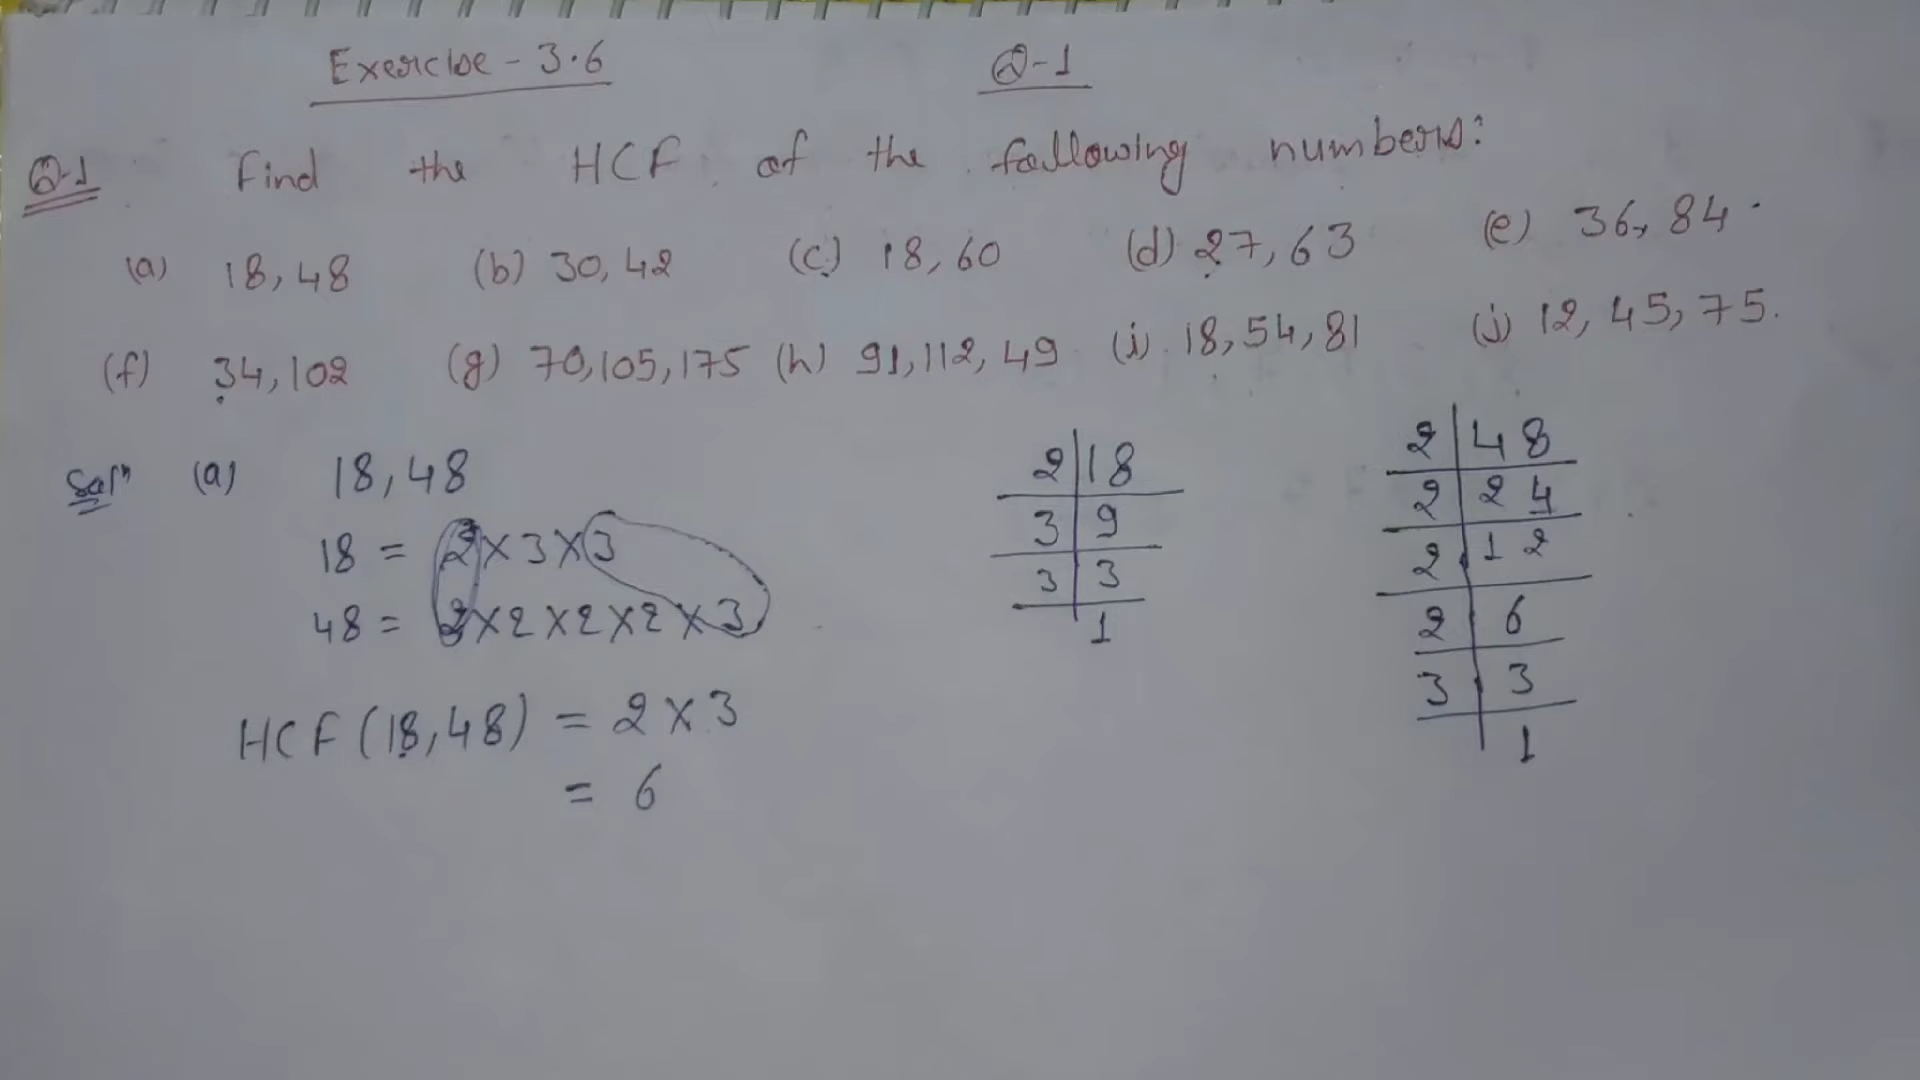 Exercise - 3.6 Q-1
Q-1 Find the HCF of the following numbers:
(a) 18, 48 (b) 30, 42 (c) 18, 60 (d) 27, 63 (e) 36, 84
(f) 34, 102 (g) 70, 105, 175 (h) 91, 112, 49 (i) 18, 54, 81 (j) 12, 45, 75.
Solⁿ (a) 18, 48
18 = 2 × 3 × 3
48 = 2 × 2 × 2 × 2 × 3
HCF (18, 48) = 2 × 3
= 6
2 | 18
3 | 9
3 | 3
1
2 | 48
2 | 24
2 | 12
2 | 6
3 | 3
1